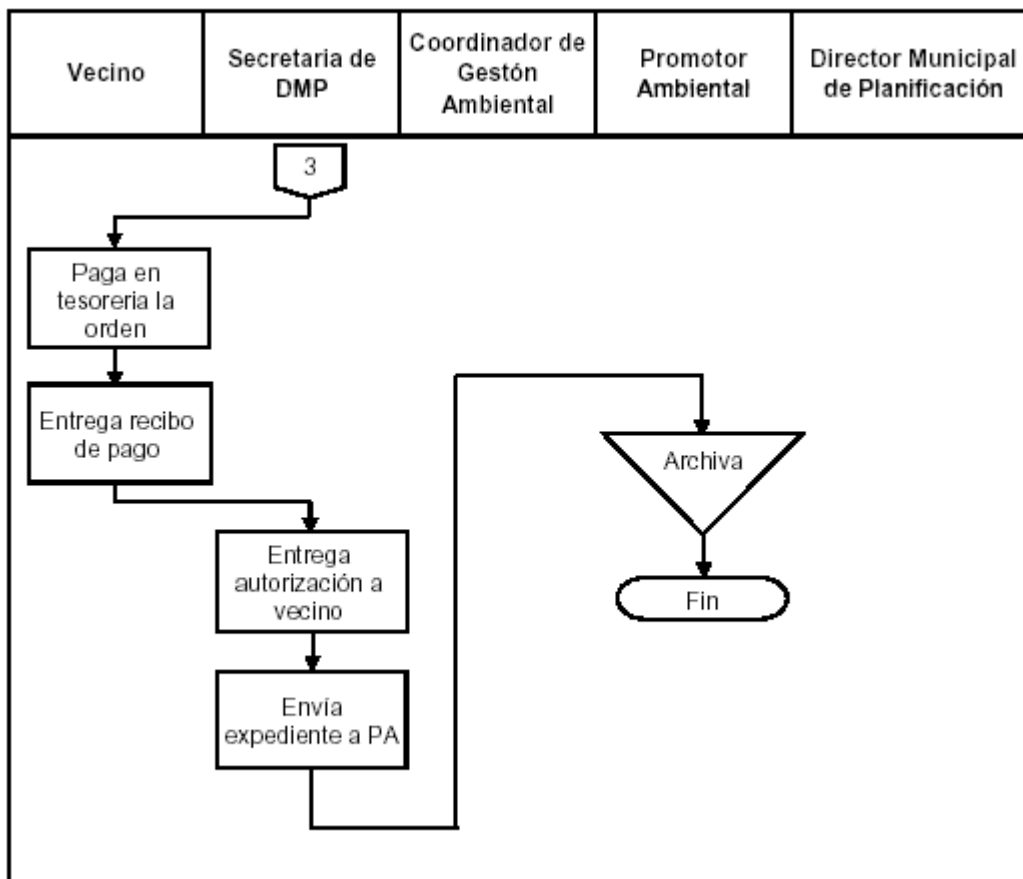 Vecino
Secretaria de
DMP
Coordinador de
Gestón
Ambiental
Promotor
Ambiental
Director Municipal
de Planificación
3
Paga en
tesoreria la
orden
Entrega recibo
de pago
Entrega
autorización a
vecino
Envía
expediente a PA
Archiva
Fin